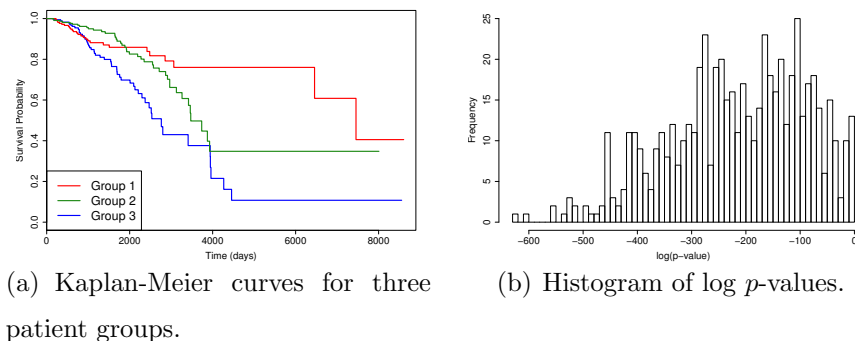 1.0
0.8
0.6
0.4
0.2
0.0
Survival Probability
Group 1
Group 2
Group 3
0 2000 4000 6000 8000
Time (days)
25
20
15
10
5
0
Frequency
−600 −500 −400 −300 −200 −100 0
log(p−value)
(a) Kaplan-Meier curves for three
patient groups.
(b) Histogram of log p-values.